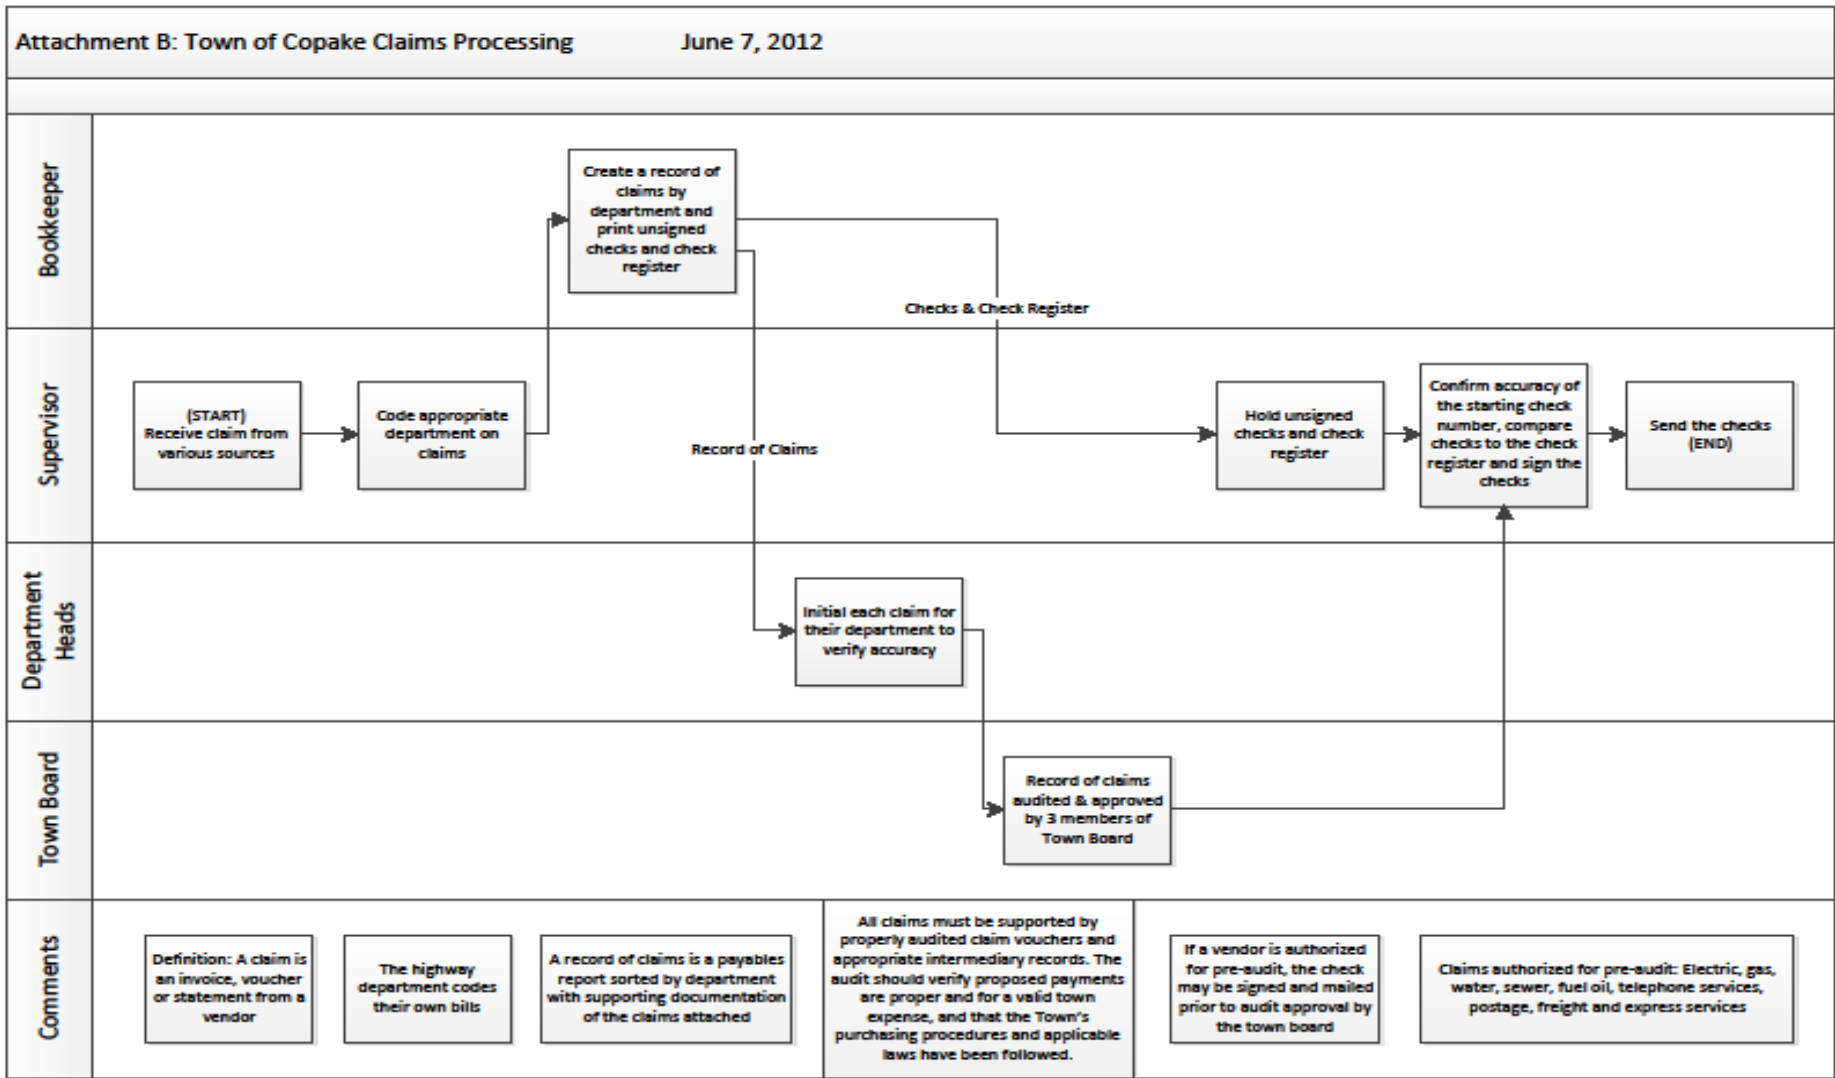 Attachment B: Town of Copake Claims Processing June 7, 2012
Bookkeeper
Create a record of
claims by
department and
print unsigned
checks and check
register
Checks & Check Register
Supervisor
(START)
Receive claim from
various sources
Code appropriate
department on
claims
Record of Claims
Hold unsigned
checks and check
register
Confirm accuracy of
the starting check
number, compare
checks to the check
register and sign the
checks
Send the checks
(END)
Department
Heads
Initial each claim for
their department to
verify accuracy
Town Board
Record of claims
audited & approved
by 3 members of
Town Board
Comments
Definition: A claim is
an invoice, voucher
or statement from a
vendor
The highway
department codes
their own bills
A record of claims is a payables
report sorted by department
with supporting documentation
of the claims attached
All claims must be supported by
properly audited claim vouchers and
appropriate intermediary records. The
audit should verify proposed payments
are proper and for a valid town
expense, and that the Town's
purchasing procedures and applicable
laws have been followed.
If a vendor is authorized
for pre-audit, the check
may be signed and mailed
prior to audit approval by
the town board
Claims authorized for pre-audit: Electric, gas,
water, sewer, fuel oil, telephone services,
postage, freight and express services